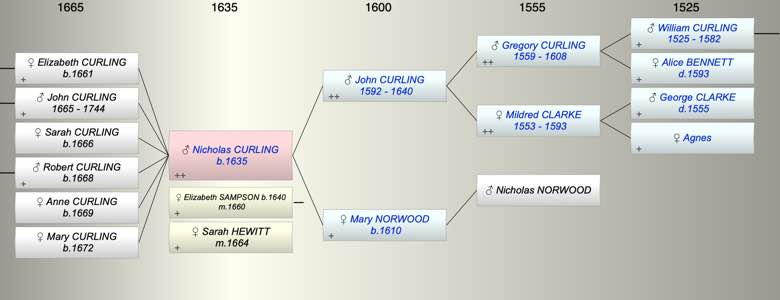 1665 1635 1600 1555 1525
♀ Elizabeth CURLING
b.1661
+
♂ John CURLING
1665 - 1744
+
♀ Sarah CURLING
b.1666
♂ Robert CURLING
b.1668
+
♀ Anne CURLING
b.1669
♀ Mary CURLING
b.1672
♂ Nicholas CURLING
b.1635
++
♀ Elizabeth SAMPSON b.1640
m.1660
+
♀ Sarah HEWITT
m.1664
+
♂ John CURLING
1592 - 1640
++
♀ Mary NORWOOD
b.1610
+
♂ Gregory CURLING
1559 - 1608
++
♀ Mildred CLARKE
1553 - 1593
++
♂ Nicholas NORWOOD
♂ William CURLING
1525 - 1582
+
♀ Alice BENNETT
d.1593
+
♂ George CLARKE
d.1555
+
♀ Agnes
+